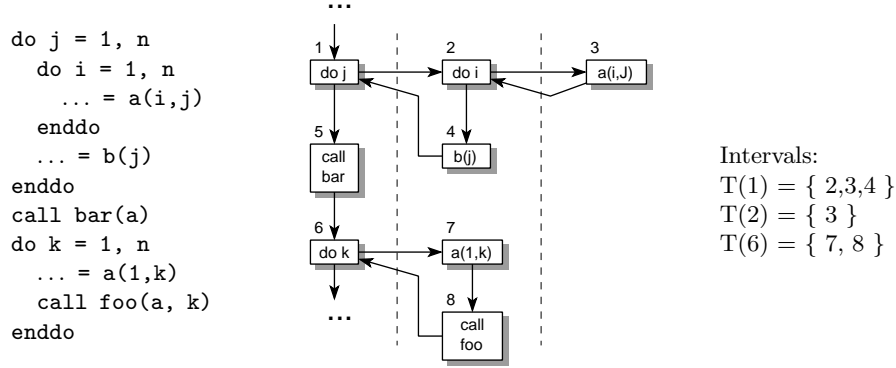 do j = 1, n
do i = 1, n
... = a(i,j)
enddo
... = b(j)
enddo
call bar(a)
do k = 1, n
... = a(1,k)
call foo(a, k)
enddo
...
1
2
3
do j
do i
a(i,J)
5
4
call
bar
b(j)
6
7
do k
a(1,k)
8
...
call
foo
Intervals:
T(1) = { 2,3,4 }
T(2) = { 3 }
T(6) = { 7, 8 }